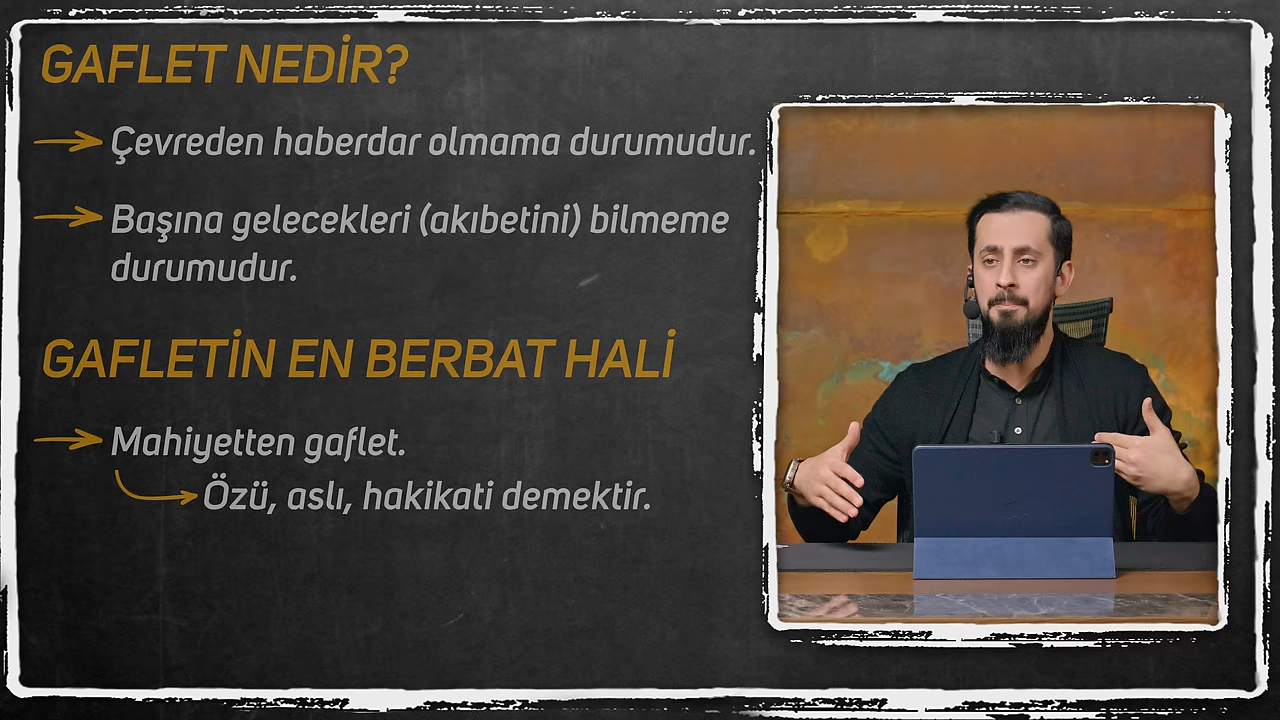 GAFLET NEDİR?
Çevreden haberdar olmama durumudur.
Başına gelecekleri (akıbetini) bilmeme
durumudur.
GAFLETİN EN BERBAT HALİ
Mahiyetten gaflet.
Özü, aslı, hakikati demektir.